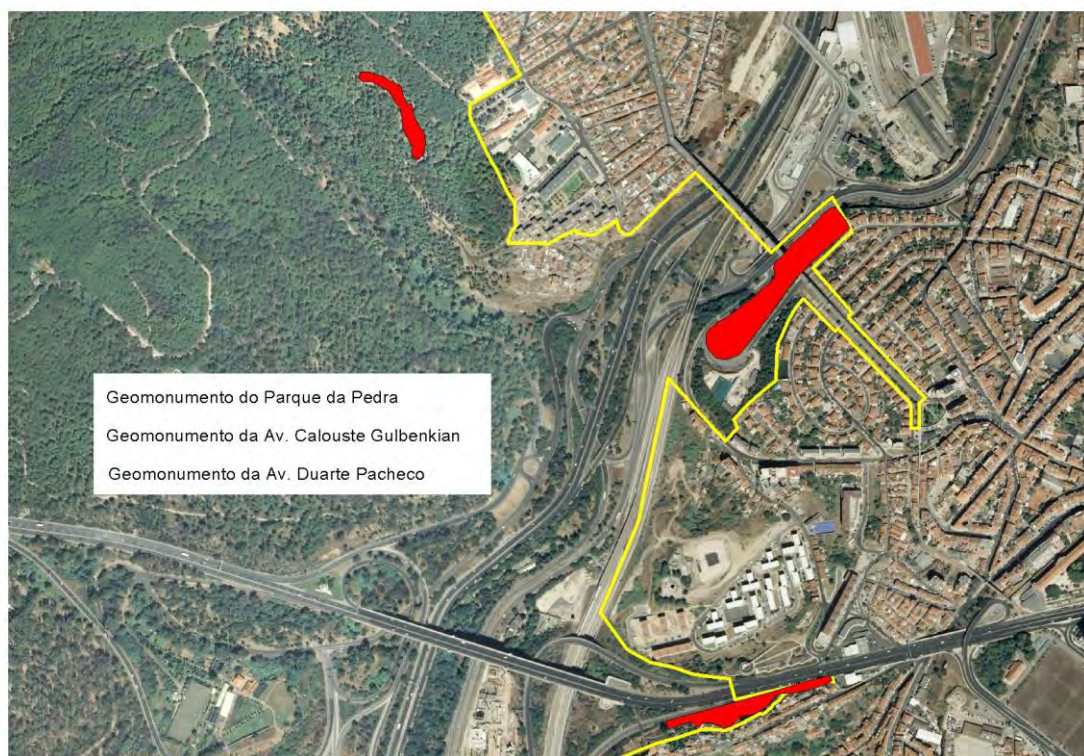 Geomonumento do Parque da Pedra
Geomonumento da Av. Calouste Gulbenkian
Geomonumento da Av. Duarte Pacheco